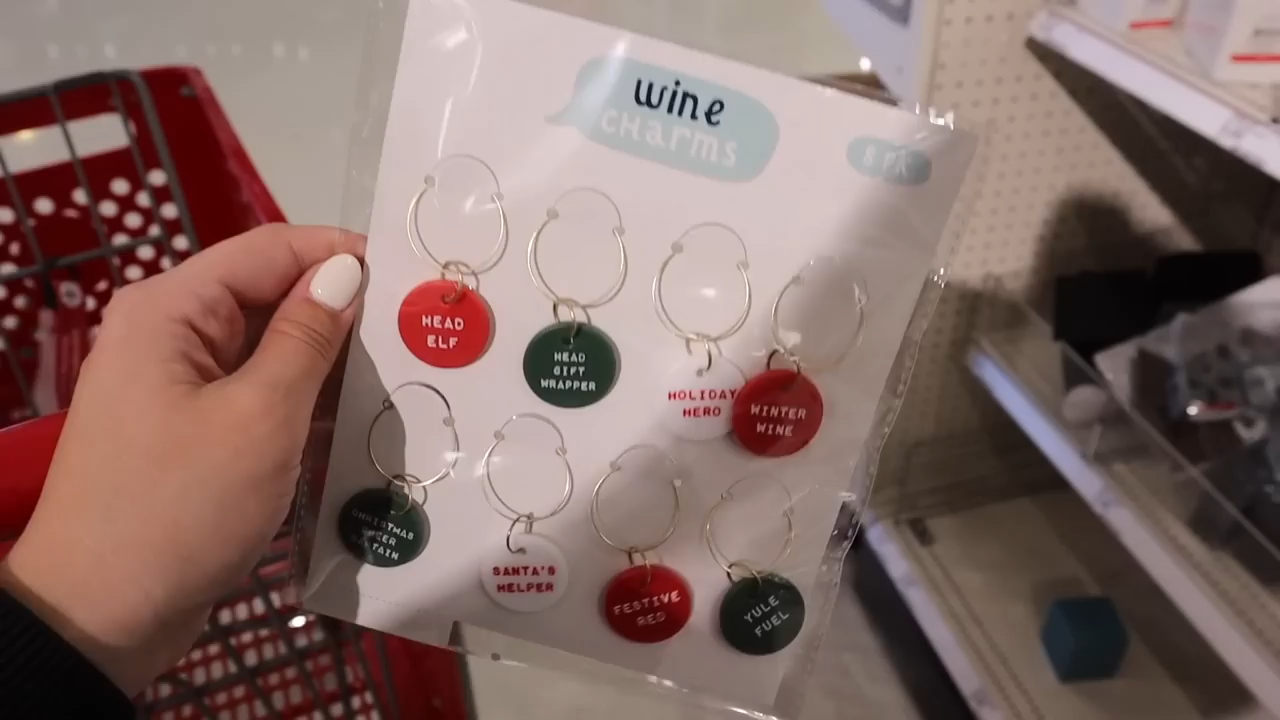 wine
CHarms
8 PK
HEAD
ELF
HEAD
GIFT
WRAPPER
HOLIDAY
HERO
WINTER
WINE
CHRISTMAS
CHEER
CAPTAIN
SANTA'S
HELPER
FESTIVE
RED
YULE
FUEL